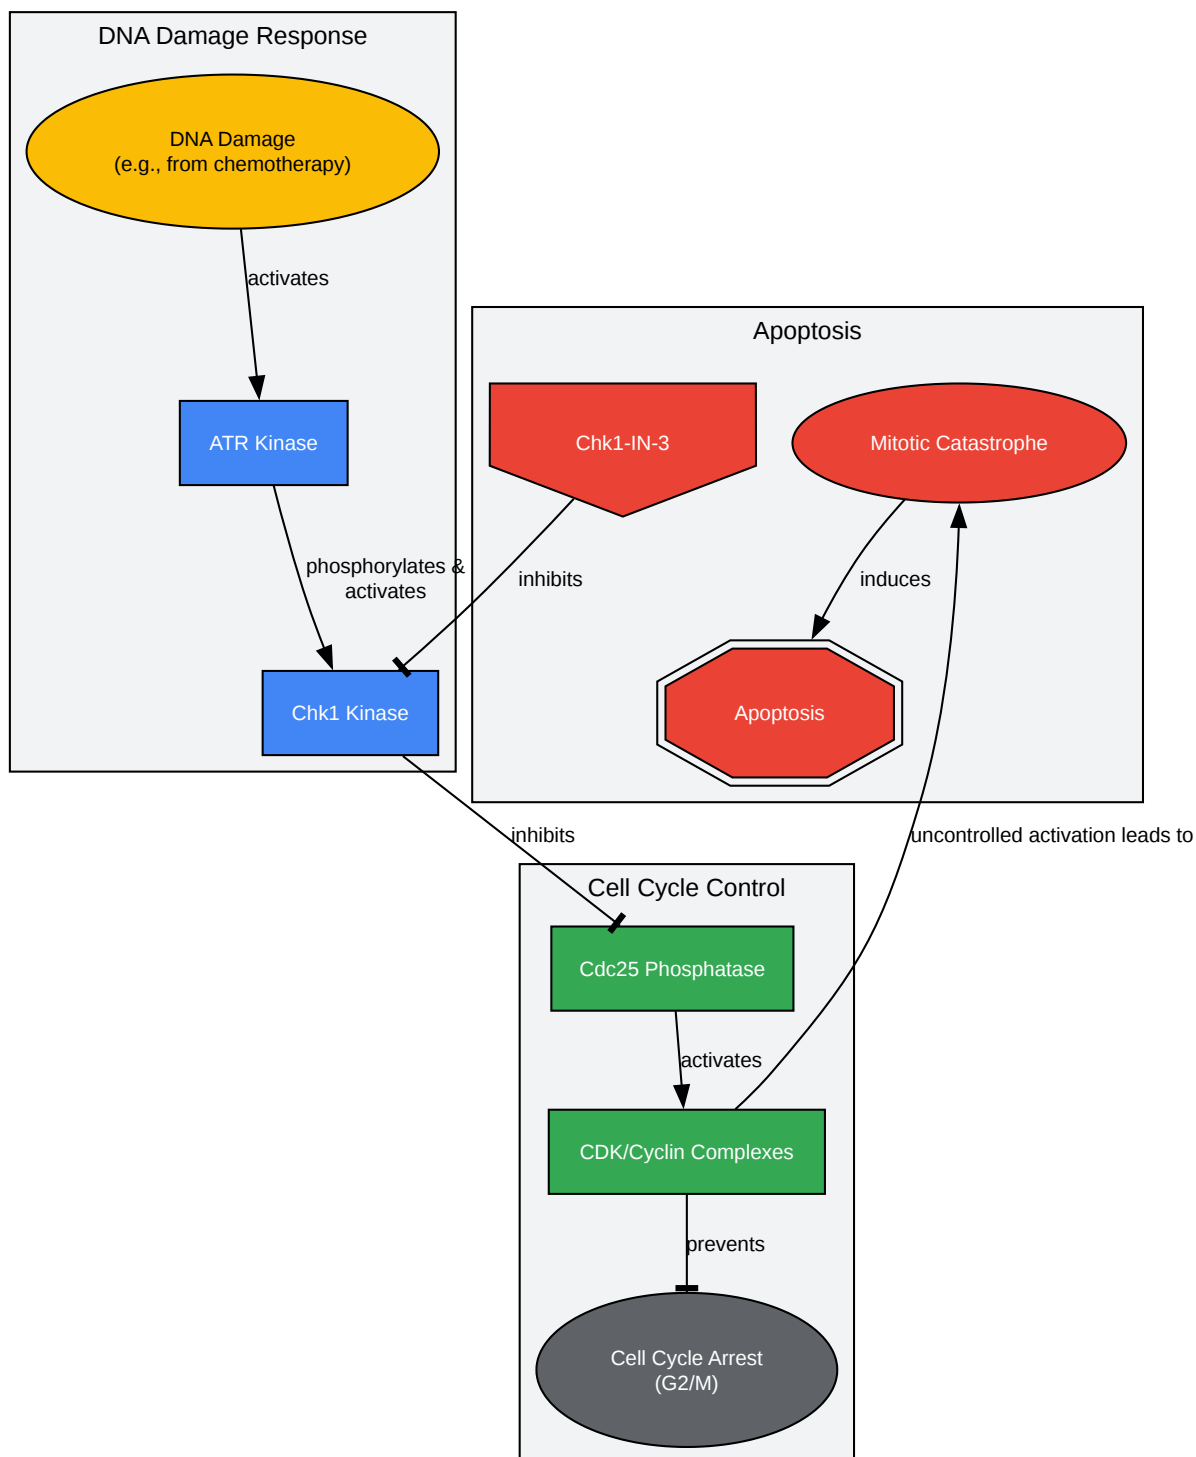 DNA Damage Response
DNA Damage
(e.g., from chemotherapy)
activates
ATR Kinase
phosphorylates &
activates
Chk1 Kinase
Apoptosis
Chk1-IN-3
Mitotic Catastrophe
inhibits
induces
Apoptosis
inhibits
uncontrolled activation leads to
Cell Cycle Control
Cdc25 Phosphatase
activates
CDK/Cyclin Complexes
prevents
Cell Cycle Arrest
(G2/M)